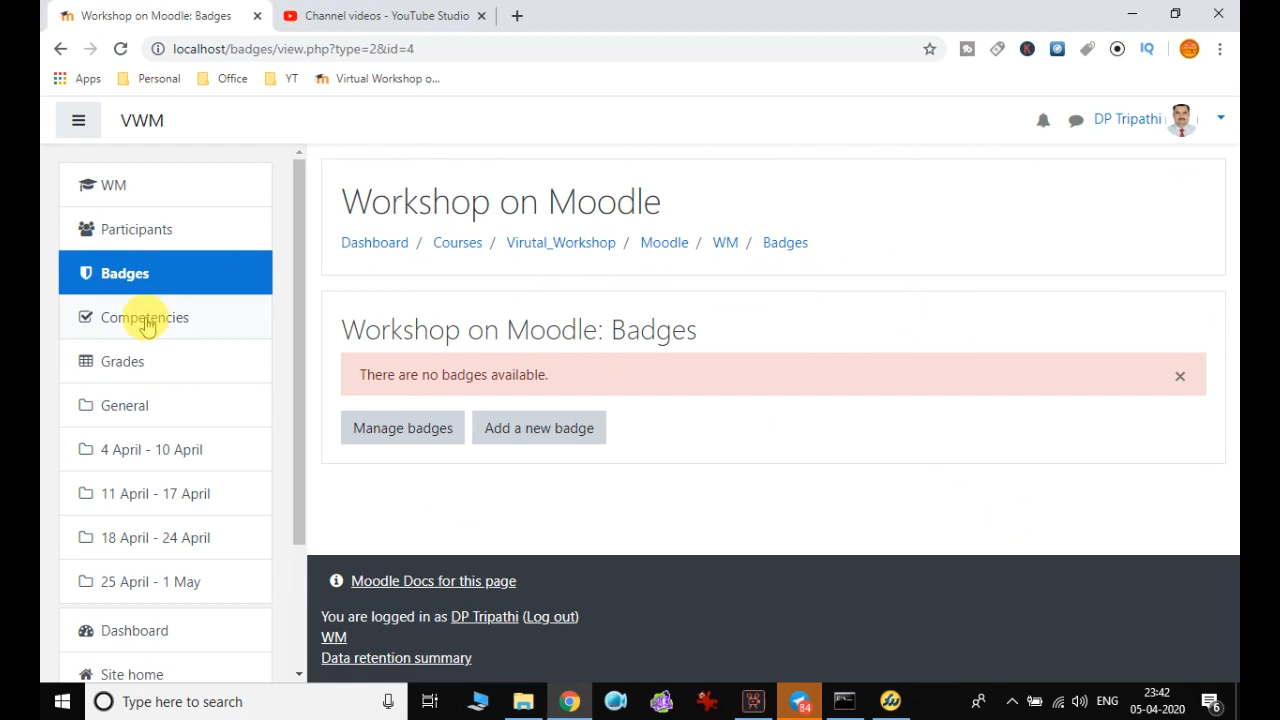 Workshop on Moodle: Badges
Channel videos - YouTube Studio
localhost/badges/view.php?type=2&id=4
Apps
Personal
Office
YT
Virtual Workshop o...
VWM
DP Tripathi
WM
Participants
Badges
Competencies
Grades
General
4 April - 10 April
11 April - 17 April
18 April - 24 April
25 April - 1 May
Dashboard
Site home
Workshop on Moodle
Dashboard / Courses / Virutal_Workshop / Moodle / WM / Badges
Workshop on Moodle: Badges
There are no badges available.
Manage badges
Add a new badge
Moodle Docs for this page
You are logged in as DP Tripathi (Log out)
WM
Data retention summary
Type here to search
84
ENG
23:42
05-04-2020
6